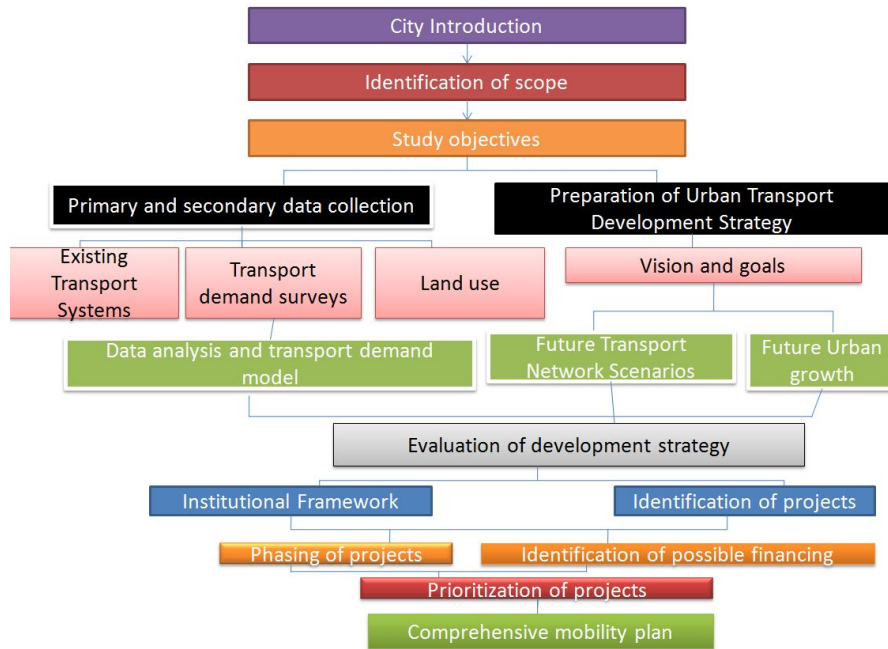 City Introduction
Identification of scope
Study objectives
Primary and secondary data collection
Preparation of Urban Transport
Development Strategy
Existing
Transport
Systems
Transport
demand surveys
Land use
Vision and goals
Data analysis and transport demand
model
Future Transport
Network Scenarios
Future Urban
growth
Evaluation of development strategy
Institutional Framework
Identification of projects
Phasing of projects
Identification of possible financing
Prioritization of projects
Comprehensive mobility plan